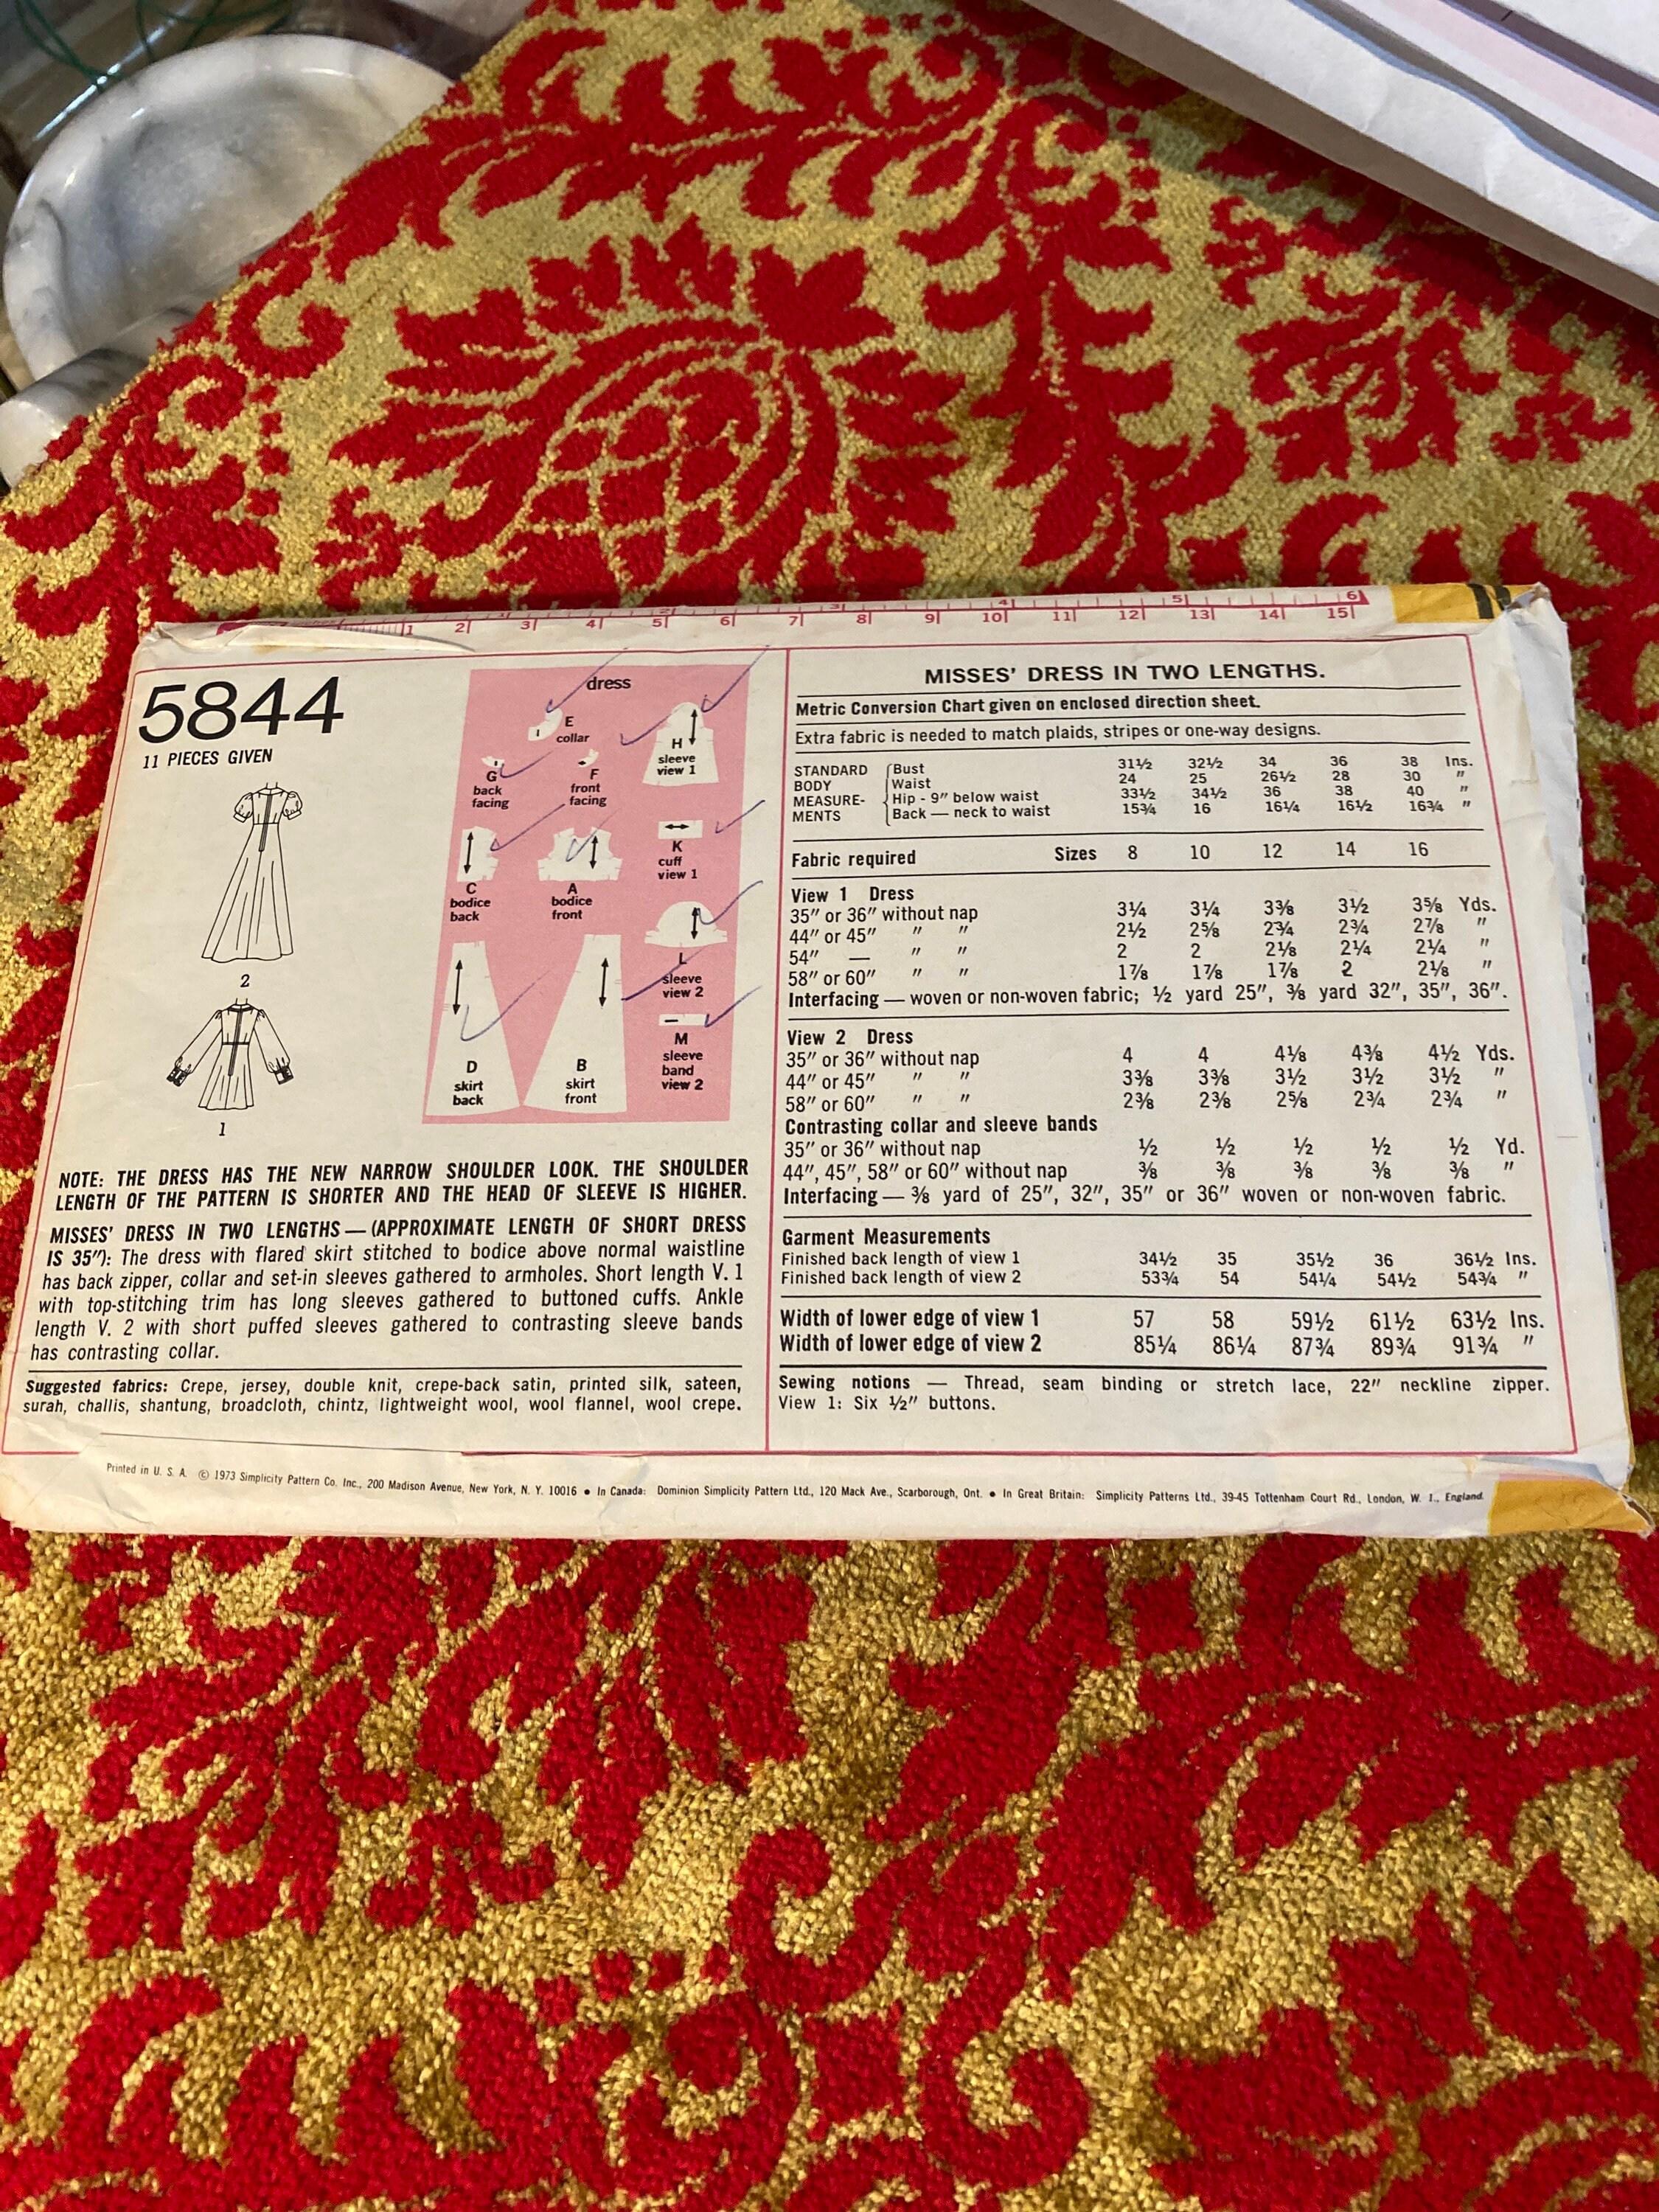 1 2 3 4 5 6
1 2 3 4 5 6 7 8 9 10 11 12 13 14 15
5844
11 PIECES GIVEN
2
1
dress
E
collar
H
sleeve
view 1
G
back
facing
F
front
facing
K
cuff
view 1
C
bodice
back
A
bodice
front
L
sleeve
view 2
M
sleeve
band
view 2
D
skirt
back
B
skirt
front
NOTE: THE DRESS HAS THE NEW NARROW SHOULDER LOOK. THE SHOULDER
LENGTH OF THE PATTERN IS SHORTER AND THE HEAD OF SLEEVE IS HIGHER.
MISSES' DRESS IN TWO LENGTHS — (APPROXIMATE LENGTH OF SHORT DRESS
IS 35"): The dress with flared skirt stitched to bodice above normal waistline
has back zipper, collar and set-in sleeves gathered to armholes. Short length V. 1
with top-stitching trim has long sleeves gathered to buttoned cuffs. Ankle
length V. 2 with short puffed sleeves gathered to contrasting sleeve bands
has contrasting collar.
Suggested fabrics: Crepe, jersey, double knit, crepe-back satin, printed silk, sateen,
surah, challis, shantung, broadcloth, chintz, lightweight wool, wool flannel, wool crepe.
MISSES' DRESS IN TWO LENGTHS.
Metric Conversion Chart given on enclosed direction sheet.
Extra fabric is needed to match plaids, stripes or one-way designs.
STANDARD Bust 31½ 32½ 34 36 38 Ins.
BODY Waist 24 25 26½ 28 30 "
MEASURE- Hip - 9" below waist 33½ 34½ 36 38 40 "
MENTS Back — neck to waist 15¾ 16 16¼ 16½ 16¾ "
Fabric required Sizes 8 10 12 14 16
View 1 Dress
35" or 36" without nap 3¼ 3¼ 3⅜ 3½ 3⅝ Yds.
44" or 45" " " 2½ 2⅝ 2¾ 2¾ 2⅞ "
54" — " " 2 2 2⅛ 2¼ 2¼ "
58" or 60" " " 1⅞ 1⅞ 1⅞ 2 2⅛ "
Interfacing — woven or non-woven fabric; ½ yard 25", ⅜ yard 32", 35", 36".
View 2 Dress
35" or 36" without nap 4 4 4⅛ 4⅜ 4½ Yds.
44" or 45" " " 3⅜ 3⅜ 3½ 3½ 3½ "
58" or 60" " " 2⅜ 2⅜ 2⅝ 2¾ 2¾ "
Contrasting collar and sleeve bands
35" or 36" without nap ½ ½ ½ ½ ½ Yd.
44", 45", 58" or 60" without nap ⅜ ⅜ ⅜ ⅜ ⅜ "
Interfacing — ⅜ yard of 25", 32", 35" or 36" woven or non-woven fabric.
Garment Measurements
Finished back length of view 1 34½ 35 35½ 36 36½ Ins.
Finished back length of view 2 53¾ 54 54¼ 54½ 54¾ "
Width of lower edge of view 1 57 58 59½ 61½ 63½ Ins.
Width of lower edge of view 2 85¼ 86¼ 87¾ 89¾ 91¾ "
Sewing notions — Thread, seam binding or stretch lace, 22" neckline zipper.
View 1: Six ½" buttons.
Printed in U. S. A. © 1973 Simplicity Pattern Co. Inc., 200 Madison Avenue, New York, N. Y. 10016 • In Canada: Dominion Simplicity Pattern Ltd., 120 Mack Ave., Scarborough, Ont. • In Great Britain: Simplicity Patterns Ltd., 39-45 Tottenham Court Rd., London, W. 1., England.